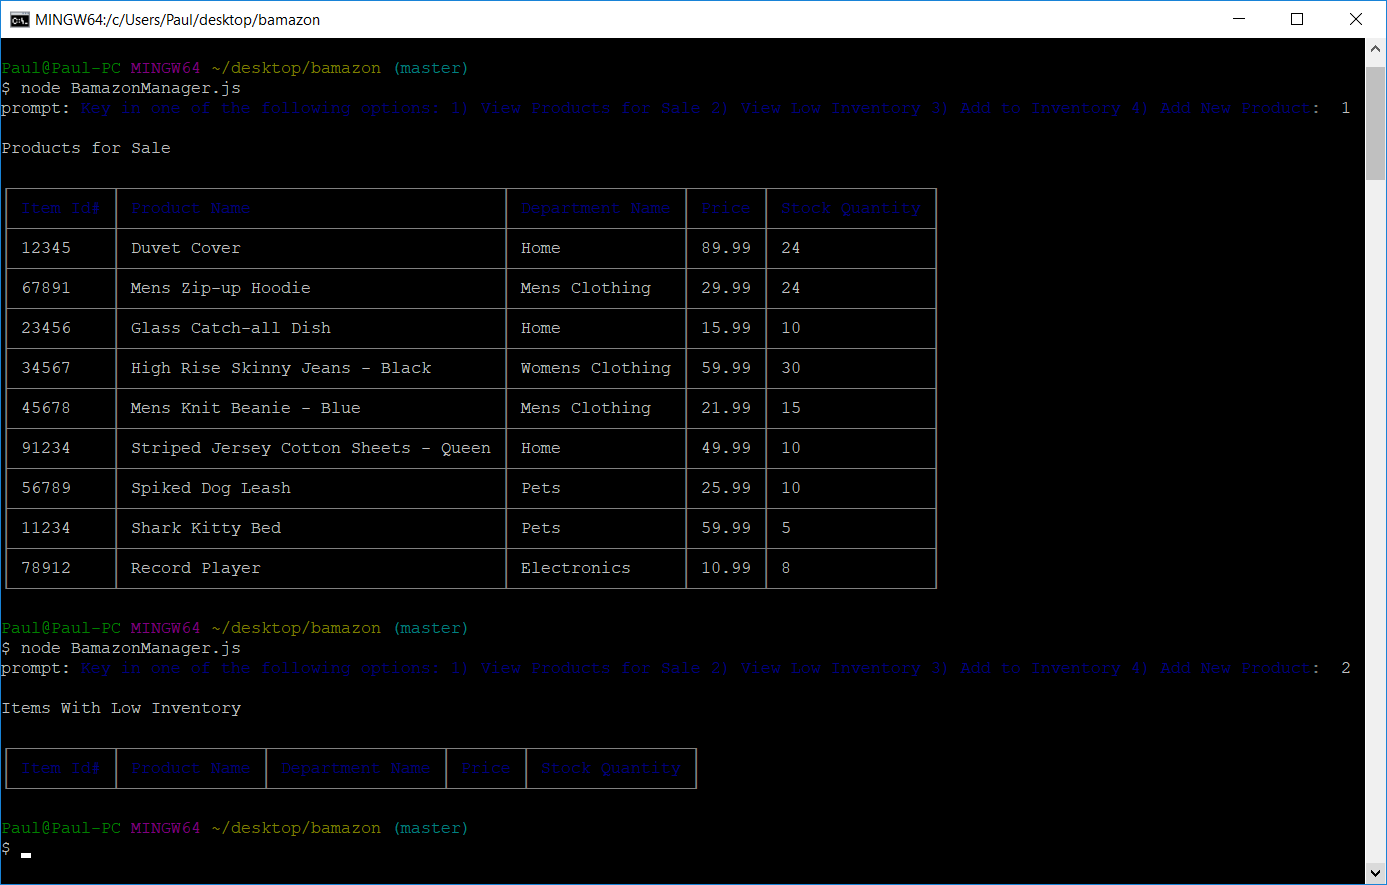 MINGW64:/c/Users/Paul/desktop/bamazon
Paul@Paul-PC MINGW64 ~/desktop/bamazon (master)
$ node BamazonManager.js
prompt: Key in one of the following options: 1) View Products for Sale 2) View Low Inventory 3) Add to Inventory 4) Add New Product:  1
Products for Sale
Item Id# Product Name Department Name Price Stock Quantity
12345 Duvet Cover Home 89.99 24
67891 Mens Zip-up Hoodie Mens Clothing 29.99 24
23456 Glass Catch-all Dish Home 15.99 10
34567 High Rise Skinny Jeans - Black Womens Clothing 59.99 30
45678 Mens Knit Beanie - Blue Mens Clothing 21.99 15
91234 Striped Jersey Cotton Sheets - Queen Home 49.99 10
56789 Spiked Dog Leash Pets 25.99 10
11234 Shark Kitty Bed Pets 59.99 5
78912 Record Player Electronics 10.99 8
Paul@Paul-PC MINGW64 ~/desktop/bamazon (master)
$ node BamazonManager.js
prompt: Key in one of the following options: 1) View Products for Sale 2) View Low Inventory 3) Add to Inventory 4) Add New Product:  2
Items With Low Inventory
Item Id# Product Name Department Name Price Stock Quantity
Paul@Paul-PC MINGW64 ~/desktop/bamazon (master)
$